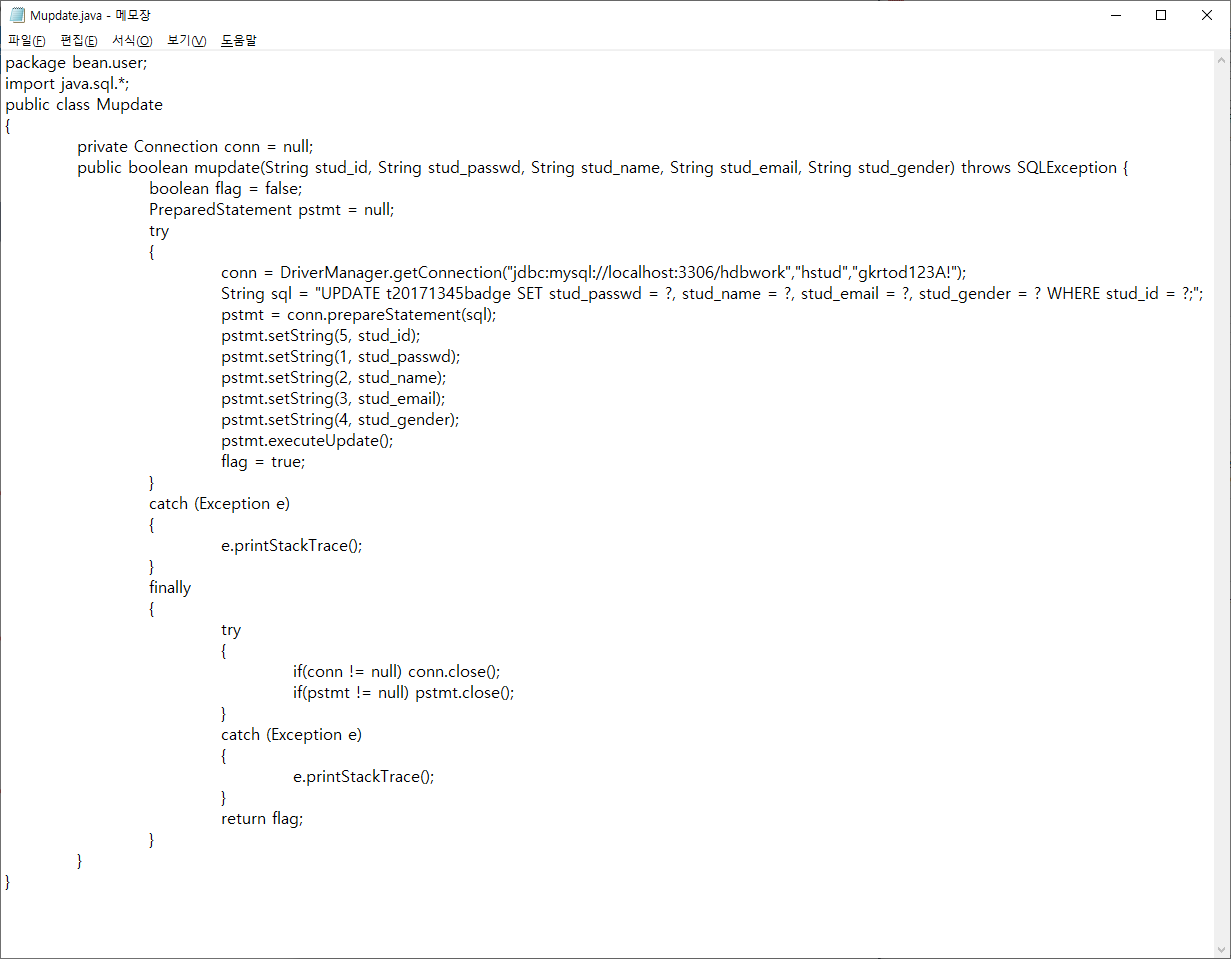 Mupdate.java - 메모장
파일(F) 편집(E) 서식(O) 보기(V) 도움말
package bean.user;
import java.sql.*;
public class Mupdate
{
private Connection conn = null;
public boolean mupdate(String stud_id, String stud_passwd, String stud_name, String stud_email, String stud_gender) throws SQLException {
boolean flag = false;
PreparedStatement pstmt = null;
try
{
conn = DriverManager.getConnection("jdbc:mysql://localhost:3306/hdbwork","hstud","gkrtod123A!");
String sql = "UPDATE t20171345badge SET stud_passwd = ?, stud_name = ?, stud_email = ?, stud_gender = ? WHERE stud_id = ?;";
pstmt = conn.prepareStatement(sql);
pstmt.setString(5, stud_id);
pstmt.setString(1, stud_passwd);
pstmt.setString(2, stud_name);
pstmt.setString(3, stud_email);
pstmt.setString(4, stud_gender);
pstmt.executeUpdate();
flag = true;
}
catch (Exception e)
{
e.printStackTrace();
}
finally
{
try
{
if(conn != null) conn.close();
if(pstmt != null) pstmt.close();
}
catch (Exception e)
{
e.printStackTrace();
}
return flag;
}
}
}